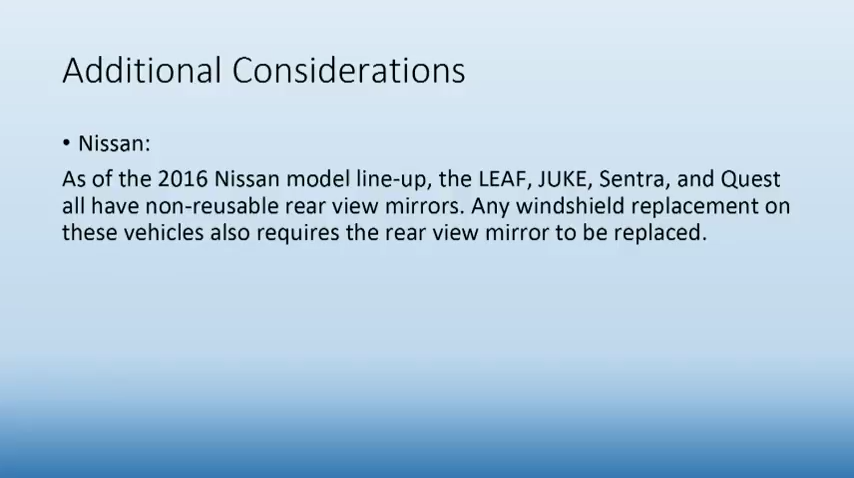 Additional Considerations
• Nissan:
As of the 2016 Nissan model line-up, the LEAF, JUKE, Sentra, and Quest
all have non-reusable rear view mirrors. Any windshield replacement on
these vehicles also requires the rear view mirror to be replaced.